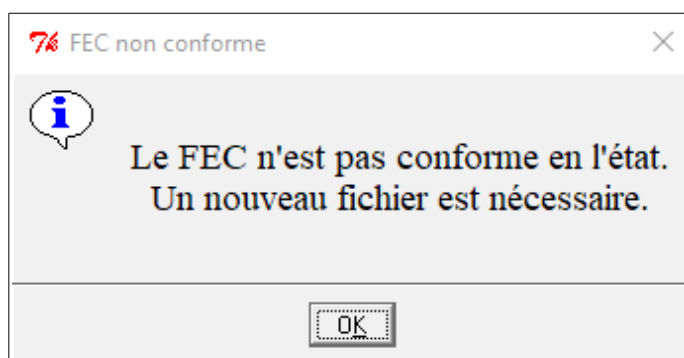 FEC non conforme
Le FEC n'est pas conforme en l'état.
Un nouveau fichier est nécessaire.
OK